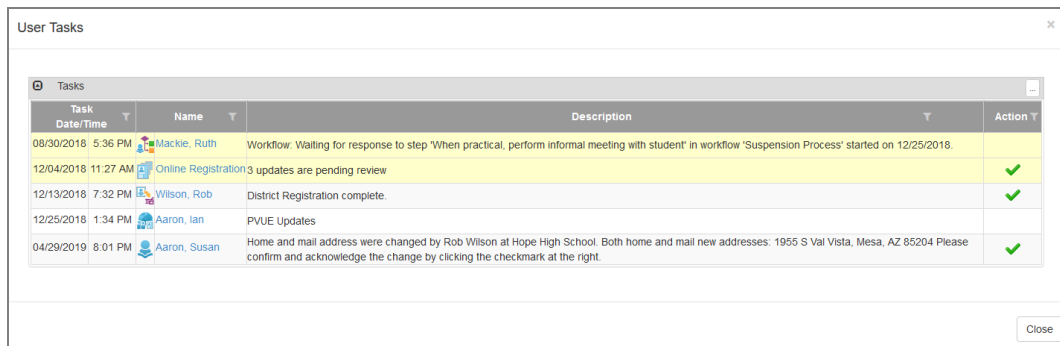 User Tasks
×
Tasks
...
Task
Date/Time
Name
Description
Action
08/30/2018 5:36 PM Mackie, Ruth Workflow: Waiting for response to step 'When practical, perform informal meeting with student' in workflow 'Suspension Process' started on 12/25/2018.
12/04/2018 11:27 AM Online Registration 3 updates are pending review
12/13/2018 7:32 PM Wilson, Rob District Registration complete.
12/25/2018 1:34 PM Aaron, Ian PVUE Updates
04/29/2019 8:01 PM Aaron, Susan Home and mail address were changed by Rob Wilson at Hope High School. Both home and mail new addresses: 1955 S Val Vista, Mesa, AZ 85204 Please
confirm and acknowledge the change by clicking the checkmark at the right.
Close